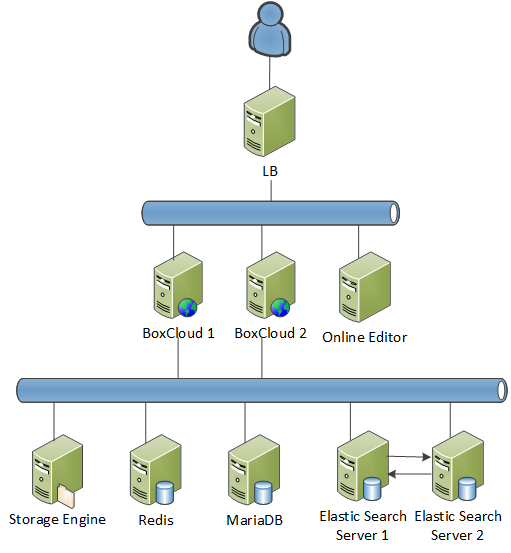 LB
BoxCloud 1
BoxCloud 2
Online Editor
Storage Engine
Redis
MariaDB
Elastic Search
Server 1
Elastic Search
Server 2